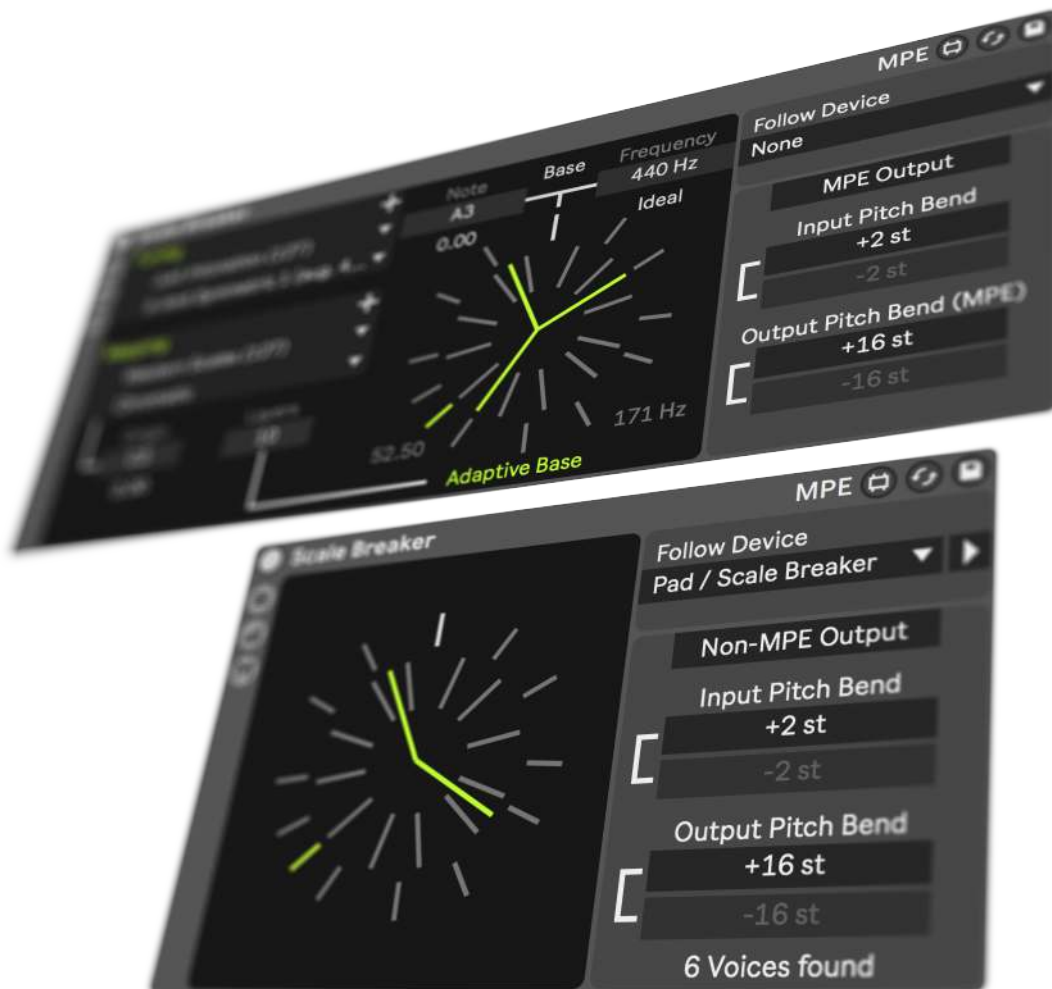 MPE
Follow Device
None
MPE Output
Input Pitch Bend
+2 st
-2 st
Output Pitch Bend (MPE)
+16 st
-16 st
Note
A3
0.00
Base
Frequency
440 Hz
Ideal
Layers
52.50
171 Hz
Adaptive Base
Scale Breaker
MPE
Follow Device
Pad / Scale Breaker
Non-MPE Output
Input Pitch Bend
+2 st
-2 st
Output Pitch Bend
+16 st
-16 st
6 Voices found